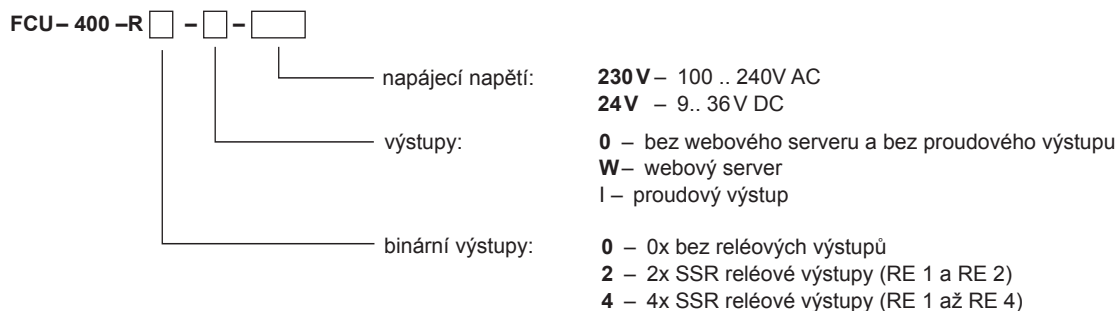 FCU– 400 –R – –
napájecí napětí: 230 V – 100 .. 240V AC
24 V – 9.. 36 V DC
výstupy: 0 – bez webového serveru a bez proudového výstupu
W – webový server
I – proudový výstup
binární výstupy: 0 – 0x bez reléových výstupů
2 – 2x SSR reléové výstupy (RE 1 a RE 2)
4 – 4x SSR reléové výstupy (RE 1 až RE 4)